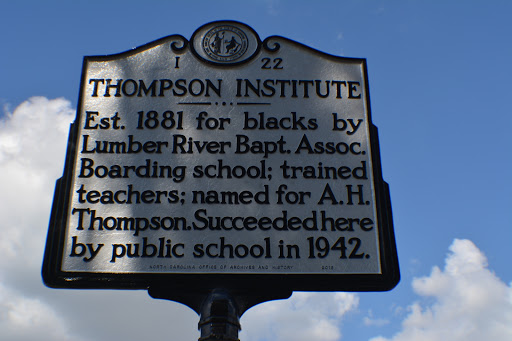 I 22
THOMPSON INSTITUTE
Est. 1881 for blacks by
Lumber River Bapt. Assoc.
Boarding school; trained
teachers; named for A.H.
Thompson. Succeeded here
by public school in 1942.
NORTH CAROLINA OFFICE OF ARCHIVES AND HISTORY